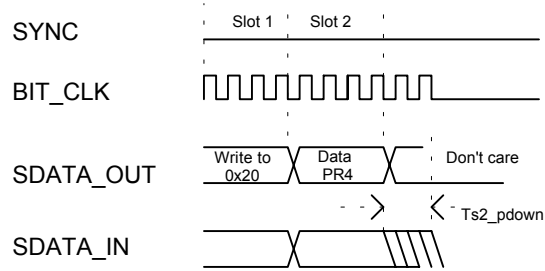 SYNC
Slot 1
Slot 2
BIT_CLK
SDATA_OUT
Write to
0x20
Data
PR4
Don't care
Ts2_pdown
SDATA_IN